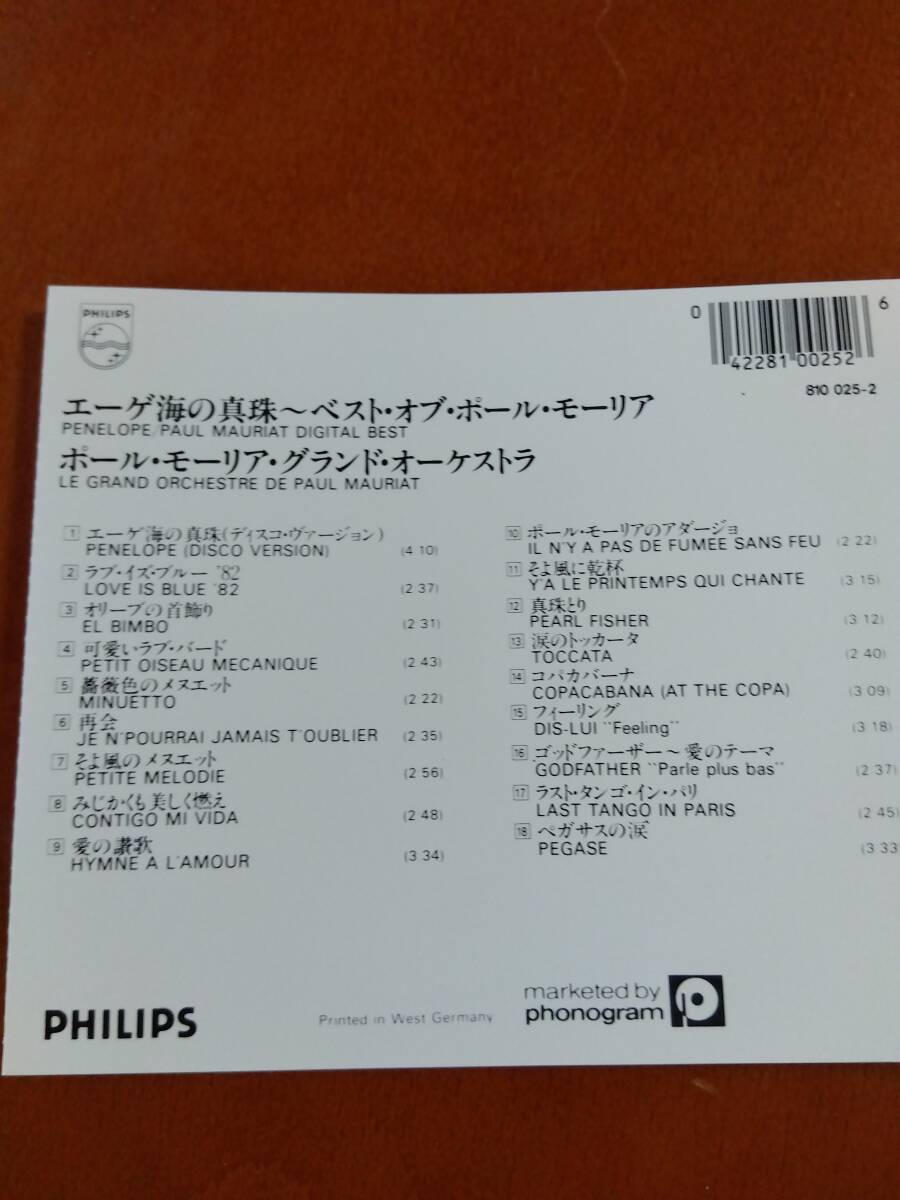 PHILIPS
0 42281 00252 6
810 025-2
エーゲ海の真珠〜ベスト・オブ・ポール・モーリア
PENELOPE/PAUL MAURIAT DIGITAL BEST
ポール・モーリア・グランド・オーケストラ
LE GRAND ORCHESTRE DE PAUL MAURIAT
1 エーゲ海の真珠(ディスコ・ヴァージョン)
PENELOPE (DISCO VERSION) (4 10)
2 ラブ・イズ・ブルー '82
LOVE IS BLUE '82 (2 37)
3 オリーブの首飾り
EL BIMBO (2 31)
4 可愛いラブ・バード
PETIT OISEAU MECANIQUE (2 43)
5 薔薇色のメヌエット
MINUETTO (2 22)
6 再会
JE N'POURRAI JAMAIS T'OUBLIER (2 35)
7 そよ風のメヌエット
PETITE MELODIE (2 56)
8 みじかくも美しく燃え
CONTIGO MI VIDA (2 48)
9 愛の讃歌
HYMNE A L'AMOUR (3 34)
10 ポール・モーリアのアダージョ
IL N'Y A PAS DE FUMEE SANS FEU (2 22)
11 そよ風に乾杯
Y'A LE PRINTEMPS QUI CHANTE (3 15)
12 真珠とり
PEARL FISHER (3 12)
13 涙のトッカータ
TOCCATA (2 40)
14 コパカバーナ
COPACABANA (AT THE COPA) (3 09)
15 フィーリング
DIS-LUI "Feeling" (3 18)
16 ゴッドファーザー〜愛のテーマ
GODFATHER "Parle plus bas" (2 37)
17 ラスト・タンゴ・イン・パリ
LAST TANGO IN PARIS (2 45)
18 ペガサスの涙
PEGASE (3 33
PHILIPS
Printed in West Germany
marketed by
phonogram